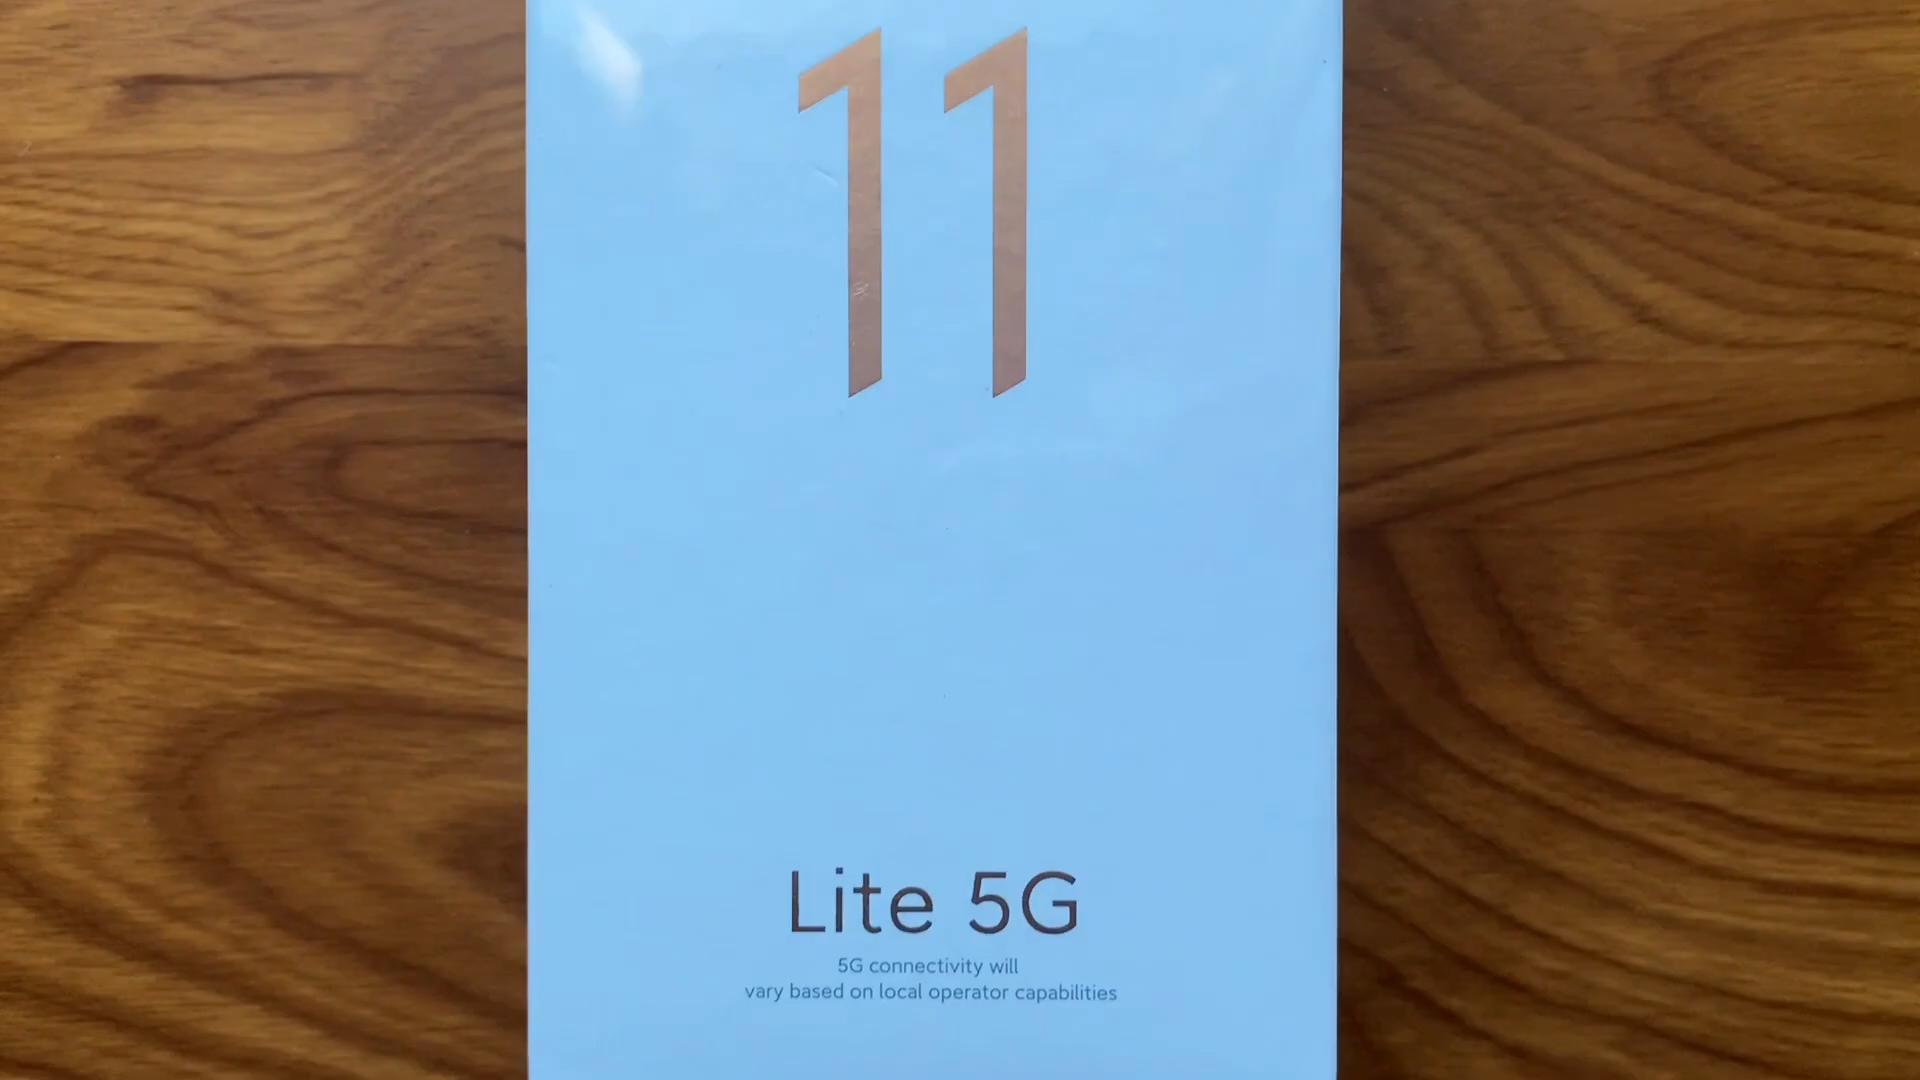 11
Lite 5G
5G connectivity will
vary based on local operator capabilities